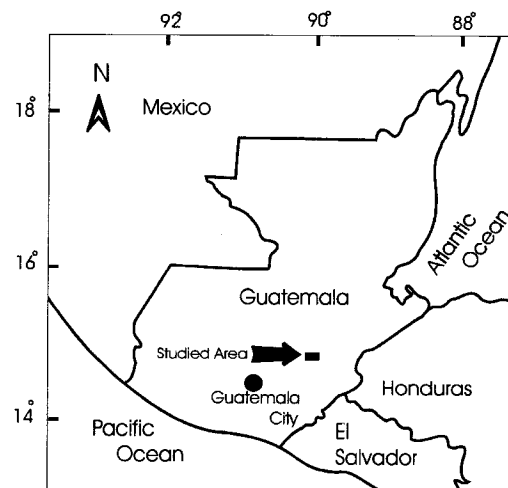 92°
90°
88°
N
Mexico
18°
Atlantic
Ocean
16°
Guatemala
Studied Area
Guatemala
City
Honduras
14°
El
Salvador
Pacific
Ocean